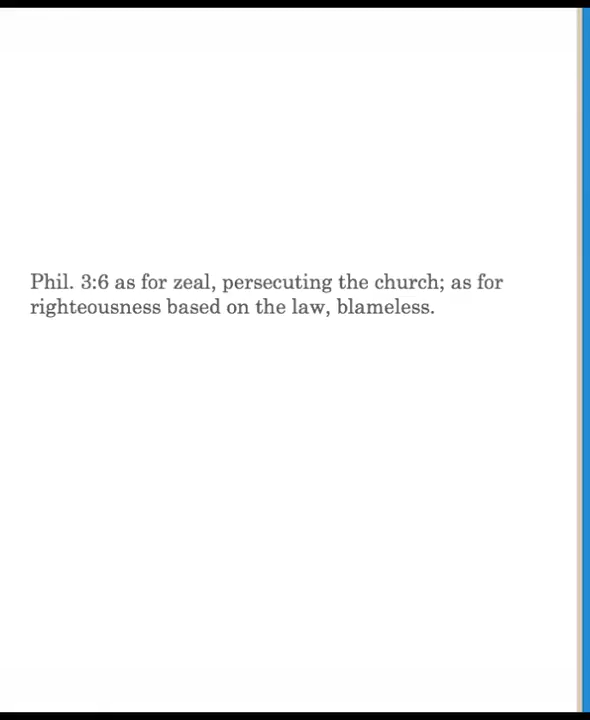 Phil. 3:6 as for zeal, persecuting the church; as for
righteousness based on the law, blameless.